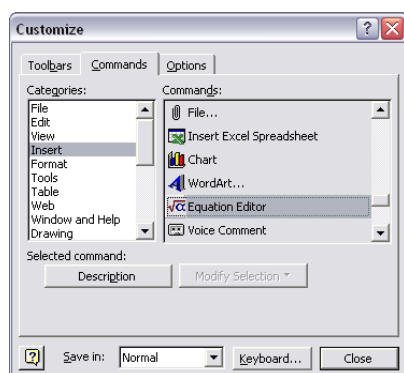 Customize
Toolbars Commands Options
Categories: Commands:
File
Edit
View
Insert
Format
Tools
Table
Web
Window and Help
Drawing
File...
Insert Excel Spreadsheet
Chart
WordArt...
Equation Editor
Voice Comment
Selected command:
Description Modify Selection
Save in: Normal Keyboard... Close